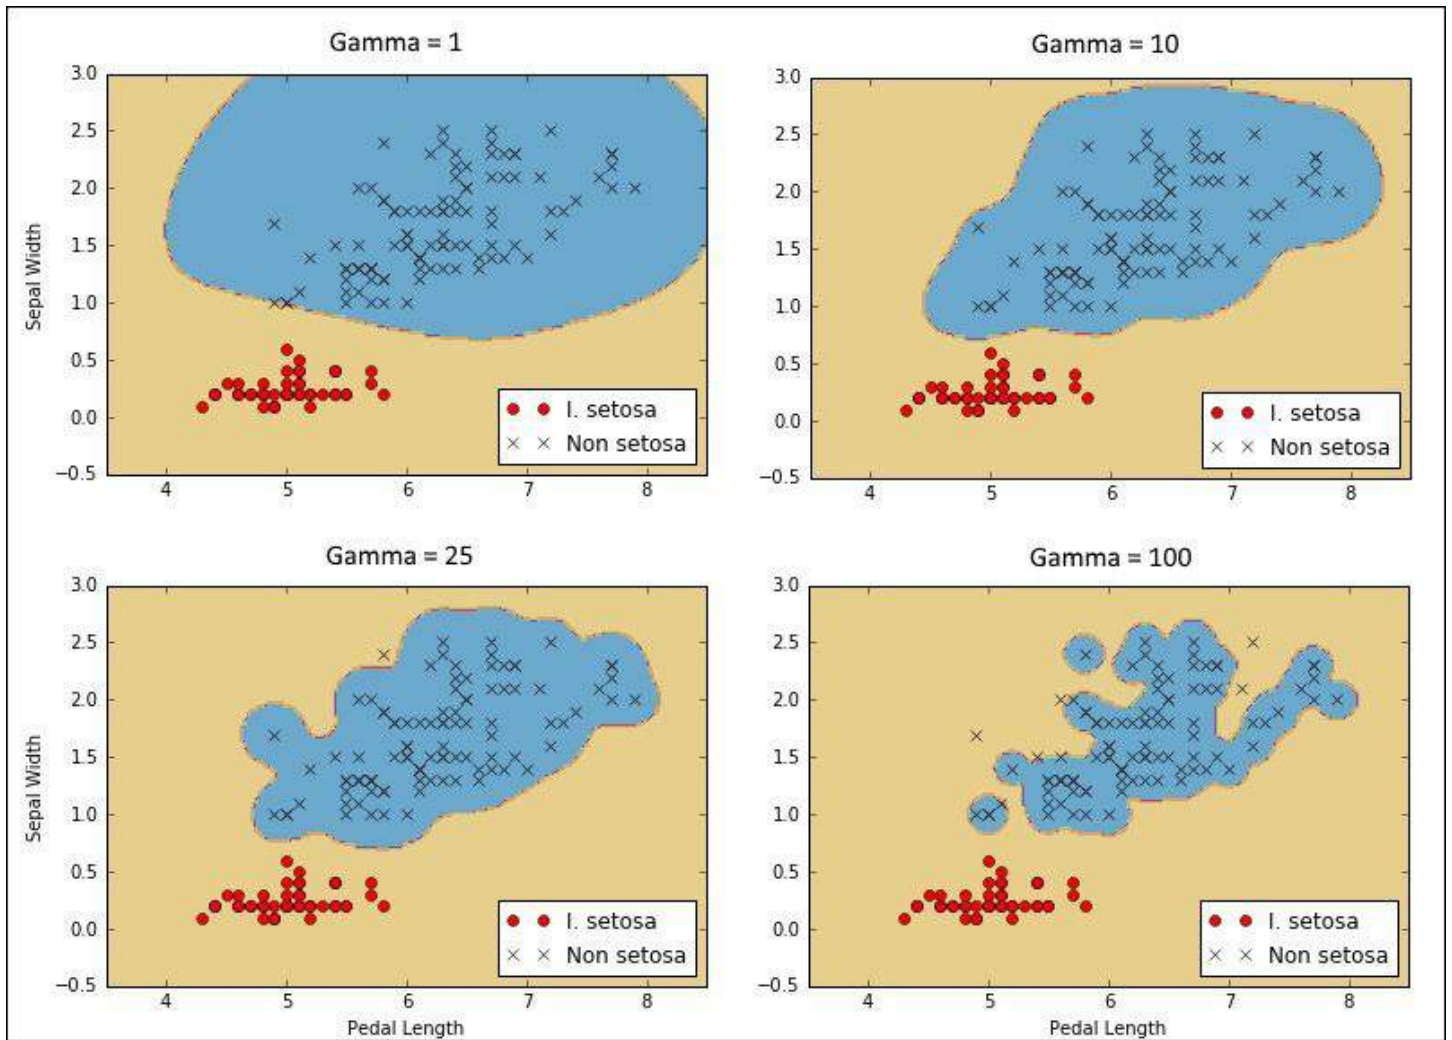 Gamma = 1
3.0
2.5
2.0
1.5
1.0
0.5
0.0
−0.5
Sepal Width
I. setosa
Non setosa
4 5 6 7 8
Gamma = 10
3.0
2.5
2.0
1.5
1.0
0.5
0.0
−0.5
I. setosa
Non setosa
4 5 6 7 8
Gamma = 25
3.0
2.5
2.0
1.5
1.0
0.5
0.0
−0.5
Sepal Width
I. setosa
Non setosa
4 5 6 7 8
Pedal Length
Gamma = 100
3.0
2.5
2.0
1.5
1.0
0.5
0.0
−0.5
I. setosa
Non setosa
4 5 6 7 8
Pedal Length